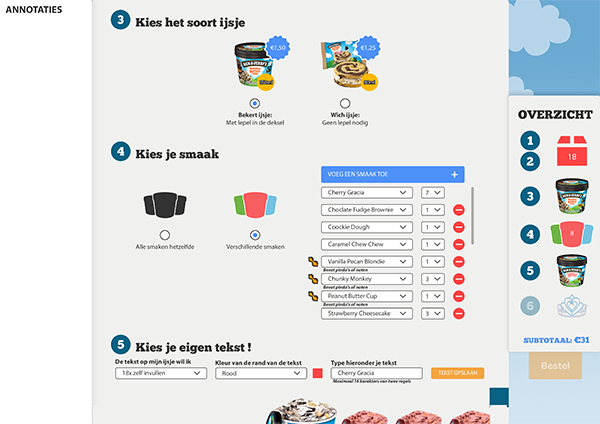 ANNOTATIES
3 Kies het soort ijsje
€1,50
€1,25
BEN & JERRY'S
Bekert ijsje:
Met lepel in de deksel
Wich ijsje:
Geen lepel nodig
4 Kies je smaak
Alle smaken hetzelfde
Verschillende smaken
VOEG EEN SMAAK TOE +
Cherry Gracia 7
Choclate Fudge Brownie 1
Coockie Dough 1
Caramel Chew Chew 1
Vanilla Pecan Blondie 1
Bevat pinda's of noten
Chunky Monkey 3
Bevat pinda's of noten
Peanut Butter Cup 1
Bevat pinda's of noten
Strawberry Cheesecake 3
5 Kies je eigen tekst !
De tekst op mijn ijsje wil ik
18x zelf invullen
Kleur van de rand van de tekst
Rood
Type hieronder je tekst
Cherry Gracia
Maximaal 14 karakters van twee regels
TEKST OPSLAAN
OVERZICHT
1
2
18
3
4
8
5
6
SUBTOTAAL: €31
Bestel